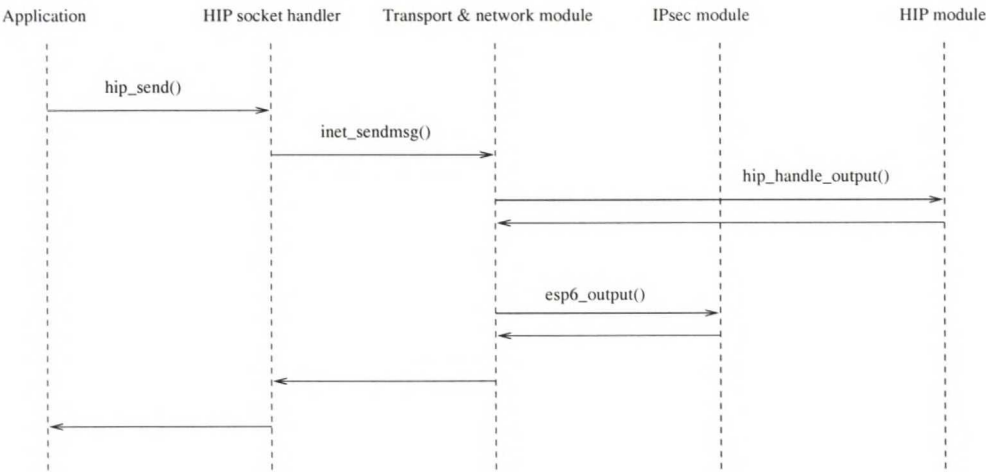 Application HIP socket handler Transport & network module IPsec module HIP module
hip_send()
inet_sendmsg()
hip_handle_output()
esp6_output()